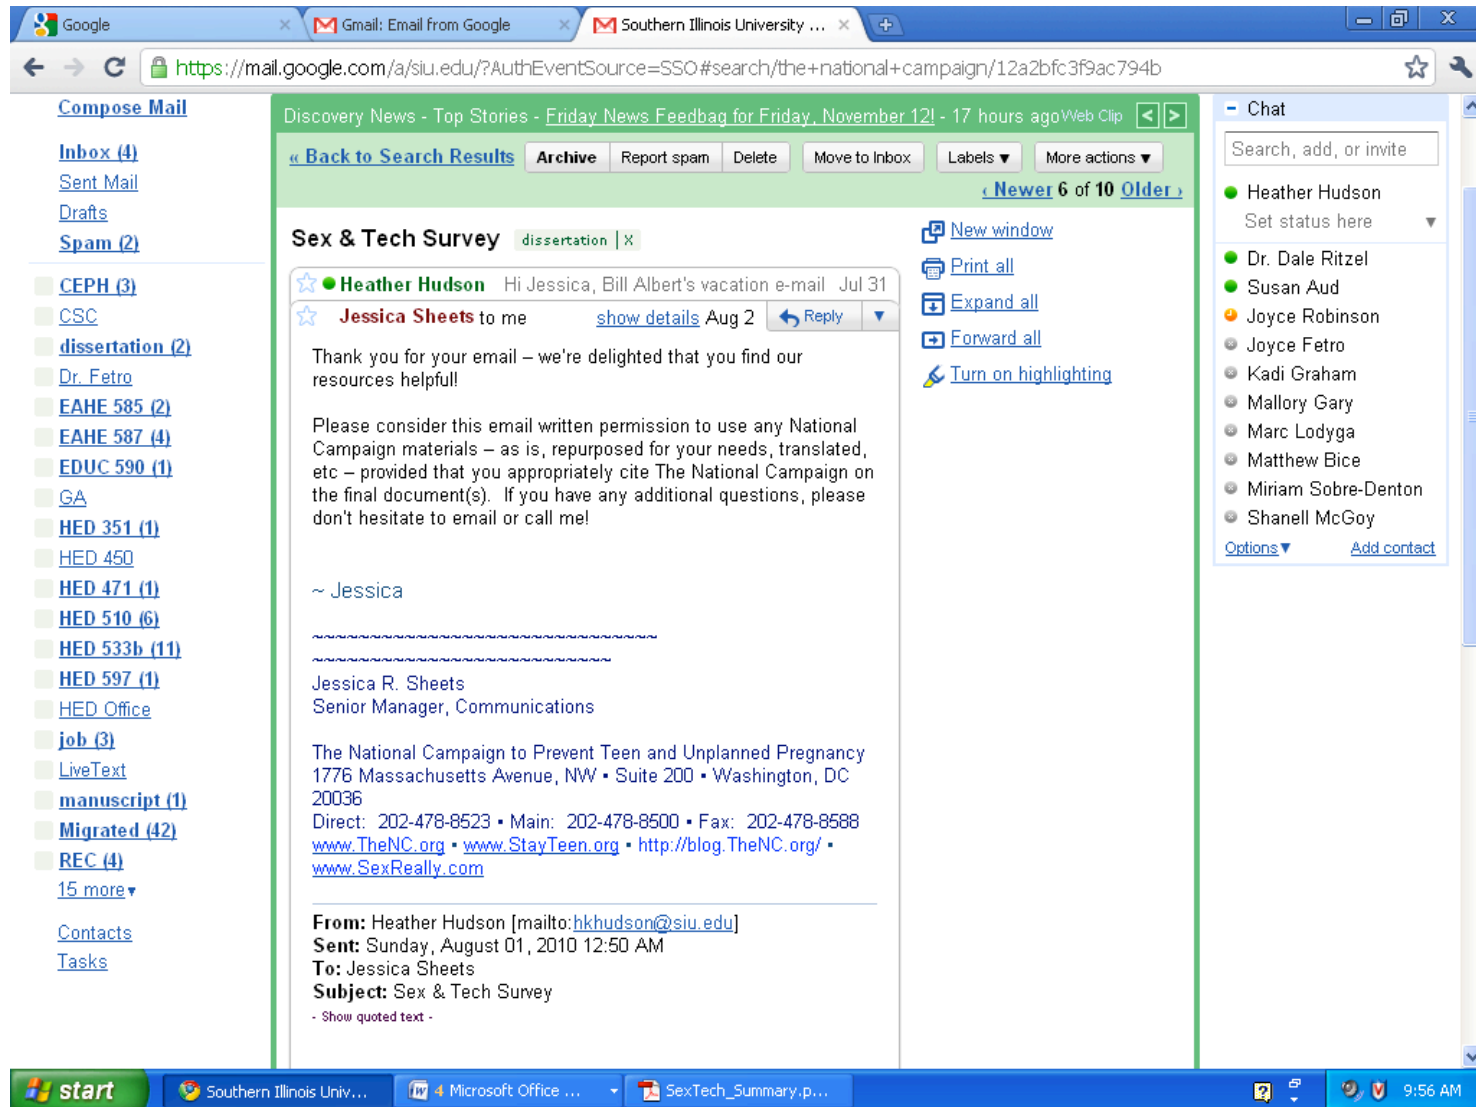 Google
Gmail: Email from Google
Southern Illinois University ...
https://mail.google.com/a/siu.edu/?AuthEventSource=SSO#search/the+national+campaign/12a2bfc3f9ac794b
Compose Mail
Inbox (4)
Sent Mail
Drafts
Spam (2)
CEPH (3)
CSC
dissertation (2)
Dr. Fetro
EAHE 585 (2)
EAHE 587 (4)
EDUC 590 (1)
GA
HED 351 (1)
HED 450
HED 471 (1)
HED 510 (6)
HED 533b (11)
HED 597 (1)
HED Office
job (3)
LiveText
manuscript (1)
Migrated (42)
REC (4)
15 more▼
Contacts
Tasks
Discovery News - Top Stories - Friday News Feedbag for Friday, November 12! - 17 hours ago Web Clip < >
« Back to Search Results Archive Report spam Delete Move to Inbox Labels ▼ More actions ▼
‹ Newer 6 of 10 Older ›
Sex & Tech Survey dissertation | X
Heather Hudson Hi Jessica, Bill Albert's vacation e-mail Jul 31
Jessica Sheets to me show details Aug 2 Reply ▼
Thank you for your email – we're delighted that you find our
resources helpful!
Please consider this email written permission to use any National
Campaign materials – as is, repurposed for your needs, translated,
etc – provided that you appropriately cite The National Campaign on
the final document(s).  If you have any additional questions, please
don't hesitate to email or call me!
~ Jessica
~~~~~~~~~~~~~~~~~~~~~~~~~~~~~~
~~~~~~~~~~~~~~~~~~~~~~~~~~
Jessica R. Sheets
Senior Manager, Communications
The National Campaign to Prevent Teen and Unplanned Pregnancy
1776 Massachusetts Avenue, NW ▪ Suite 200 ▪ Washington, DC
20036
Direct:  202-478-8523 ▪ Main:  202-478-8500 ▪ Fax:  202-478-8588
www.TheNC.org ▪ www.StayTeen.org ▪ http://blog.TheNC.org/ ▪
www.SexReally.com
From: Heather Hudson [mailto:hkhudson@siu.edu]
Sent: Sunday, August 01, 2010 12:50 AM
To: Jessica Sheets
Subject: Sex & Tech Survey
- Show quoted text -
New window
Print all
Expand all
Forward all
Turn on highlighting
Chat
Search, add, or invite
Heather Hudson
Set status here ▼
Dr. Dale Ritzel
Susan Aud
Joyce Robinson
Joyce Fetro
Kadi Graham
Mallory Gary
Marc Lodyga
Matthew Bice
Miriam Sobre-Denton
Shanell McGoy
Options▼ Add contact
start Southern Illinois Univ... 4 Microsoft Office ... SexTech_Summary.p... 9:56 AM